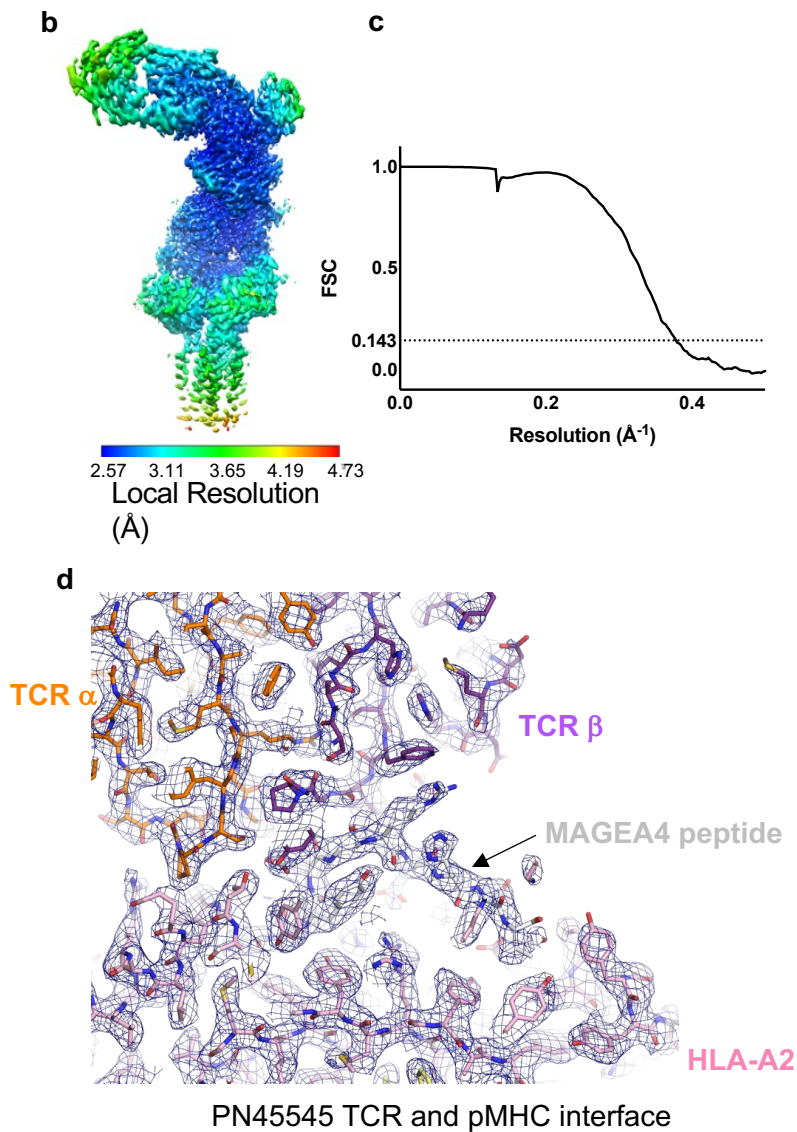 b
c
2.57 3.11 3.65 4.19 4.73
Local Resolution
(Å)
FSC
1.0
0.5
0.143
0.0
0.0 0.2 0.4
Resolution (Å⁻¹)
d
TCR α
TCR β
MAGEA4 peptide
HLA-A2
PN45545 TCR and pMHC interface